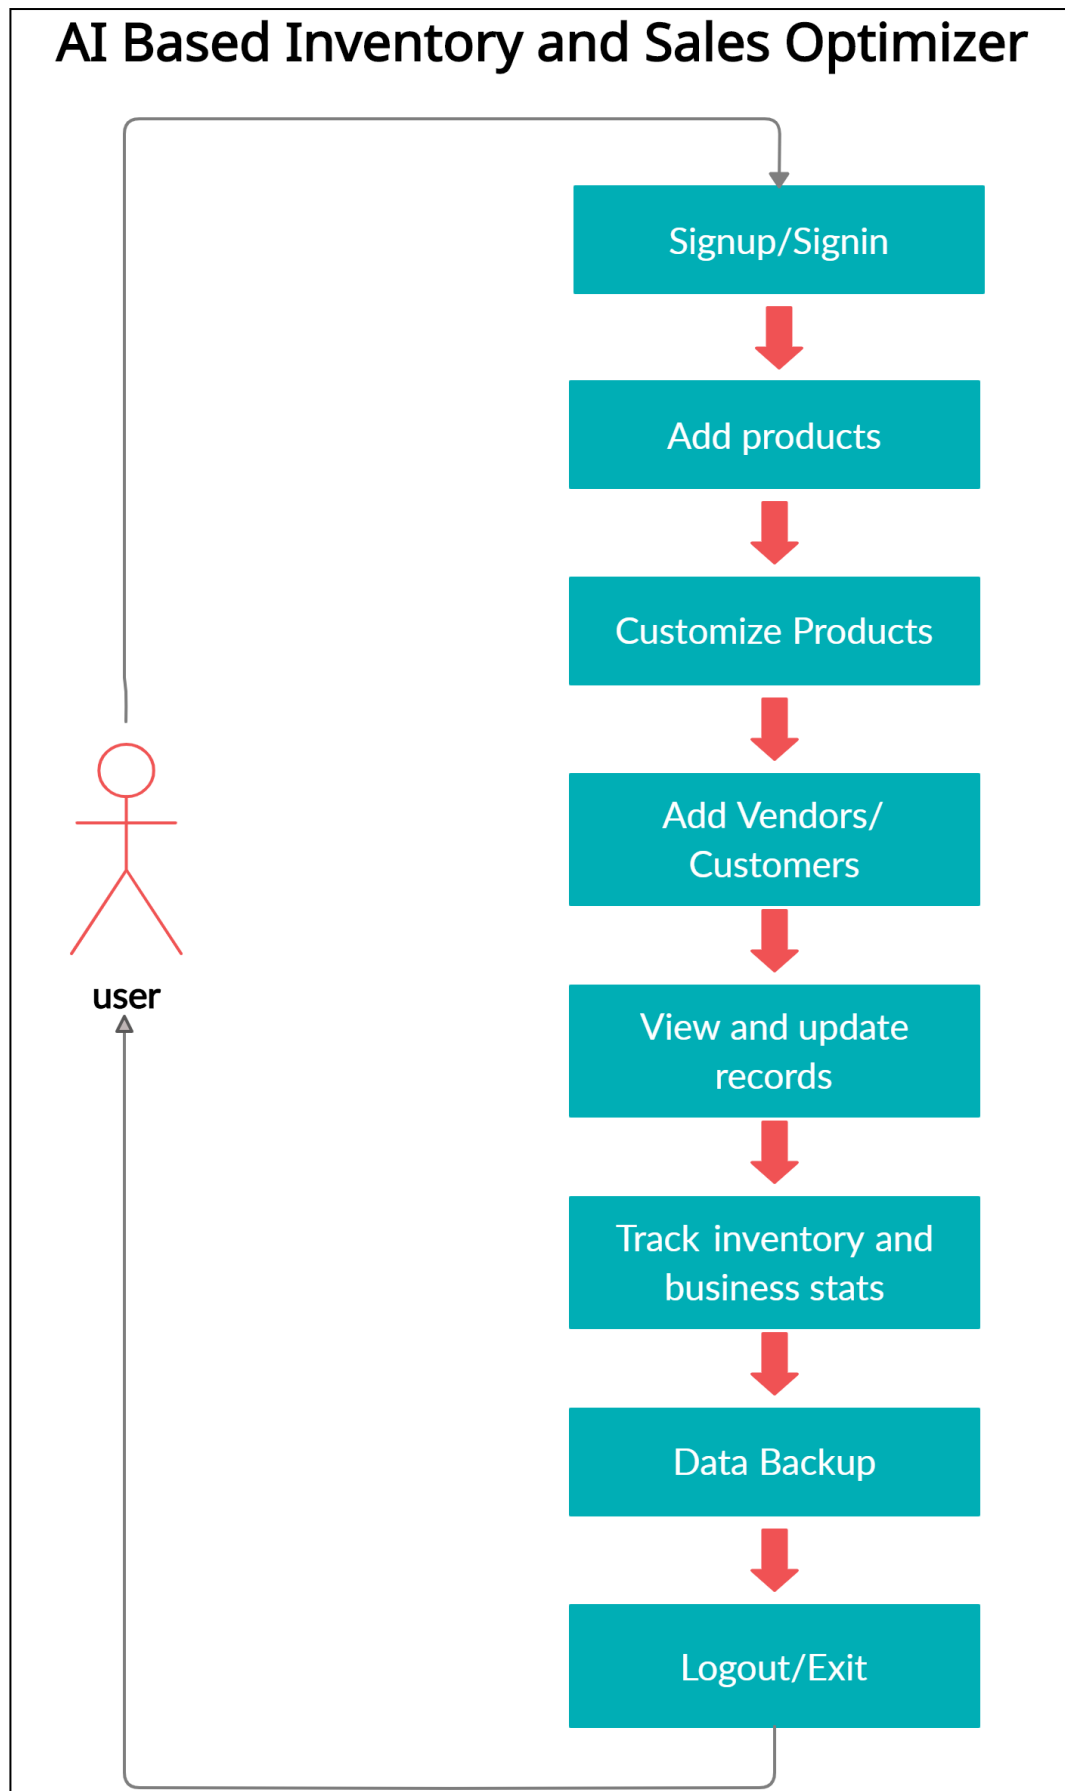 AI Based Inventory and Sales Optimizer
Signup/Signin
Add products
Customize Products
Add Vendors/
Customers
user
View and update
records
Track inventory and
business stats
Data Backup
Logout/Exit